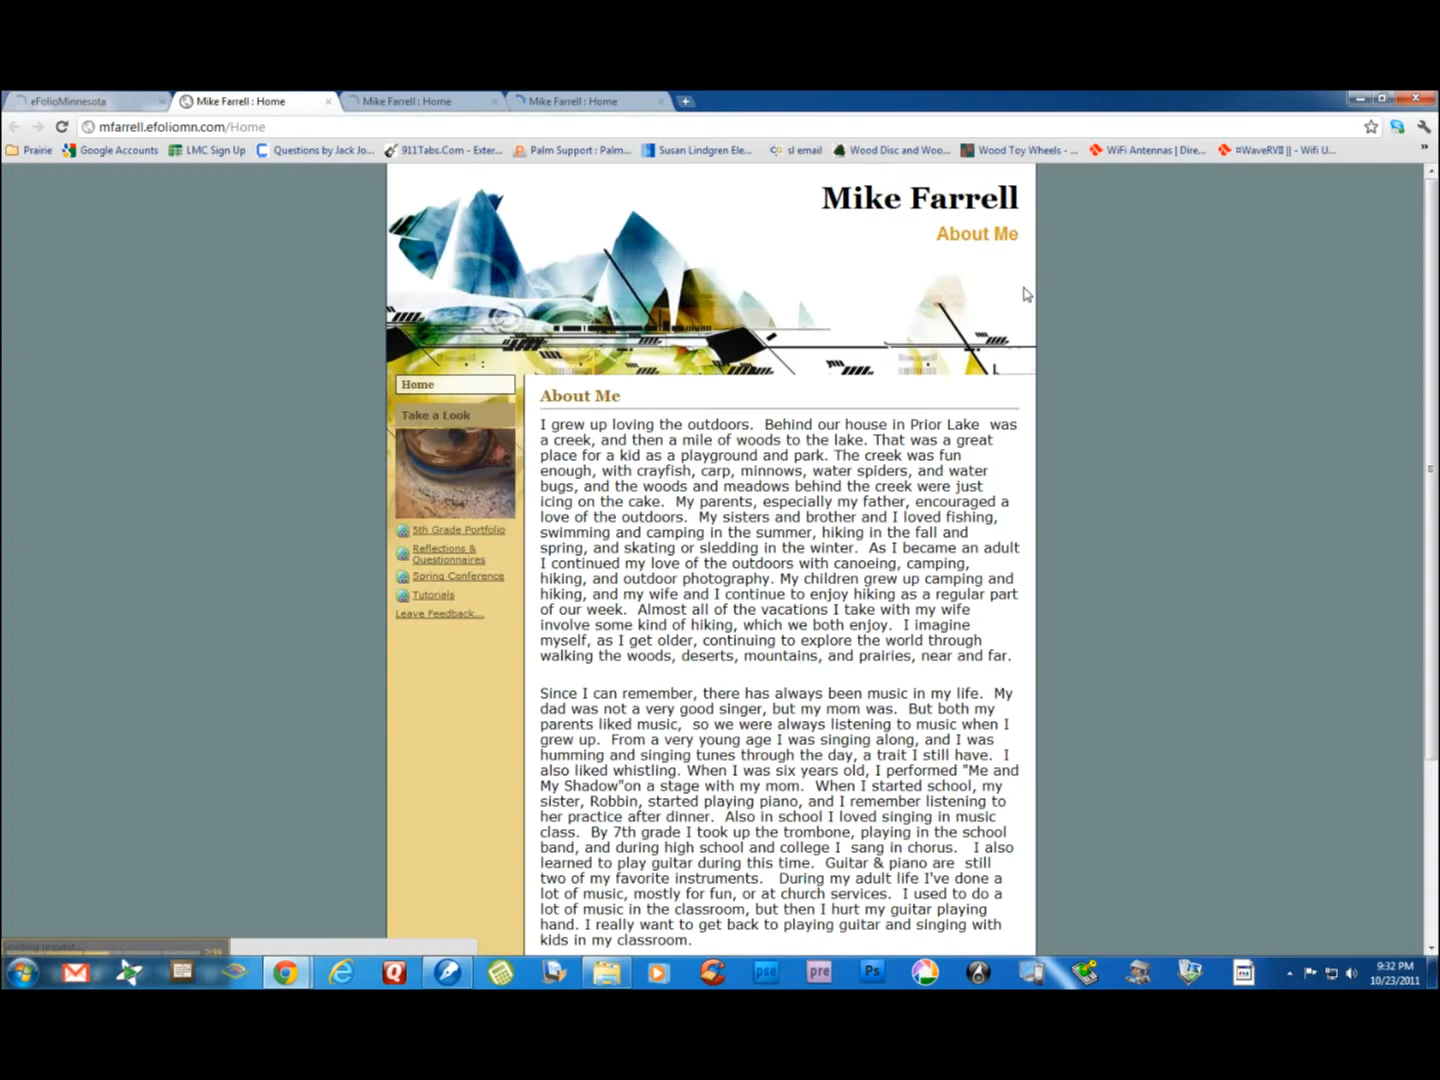 eFolioMinnesota
Mike Farrell : Home
Mike Farrell : Home
Mike Farrell : Home
mfarrell.efoliomn.com/Home
Prairie
Google Accounts
LMC Sign Up
Questions by Jack Jo...
911Tabs.Com - Exter...
Palm Support : Palm...
Susan Lindgren Ele...
sl email
Wood Disc and Woo...
Wood Toy Wheels - ...
WiFi Antennas | Dire...
¤WaveRVII || - Wifi U...
Mike Farrell
About Me
Home
Take a Look
5th Grade Portfolio
Reflections &
Questionnaires
Spring Conference
Tutorials
Leave Feedback...
About Me
I grew up loving the outdoors.  Behind our house in Prior Lake  was
a creek, and then a mile of woods to the lake. That was a great
place for a kid as a playground and park. The creek was fun
enough, with crayfish, carp, minnows, water spiders, and water
bugs, and the woods and meadows behind the creek were just
icing on the cake.  My parents, especially my father, encouraged a
love of the outdoors.  My sisters and brother and I loved fishing,
swimming and camping in the summer, hiking in the fall and
spring, and skating or sledding in the winter.  As I became an adult
I continued my love of the outdoors with canoeing, camping,
hiking, and outdoor photography. My children grew up camping and
hiking, and my wife and I continue to enjoy hiking as a regular part
of our week.  Almost all of the vacations I take with my wife
involve some kind of hiking, which we both enjoy.  I imagine
myself, as I get older, continuing to explore the world through
walking the woods, deserts, mountains, and prairies, near and far.
Since I can remember, there has always been music in my life.  My
dad was not a very good singer, but my mom was.  But both my
parents liked music,  so we were always listening to music when I
grew up.  From a very young age I was singing along, and I was
humming and singing tunes through the day, a trait I still have.  I
also liked whistling. When I was six years old, I performed "Me and
My Shadow"on a stage with my mom.  When I started school, my
sister, Robbin, started playing piano, and I remember listening to
her practice after dinner.  Also in school I loved singing in music
class.  By 7th grade I took up the trombone, playing in the school
band, and during high school and college I  sang in chorus.   I also
learned to play guitar during this time.  Guitar & piano are  still
two of my favorite instruments.   During my adult life I've done a
lot of music, mostly for fun, or at church services.  I used to do a
lot of music in the classroom, but then I hurt my guitar playing
hand. I really want to get back to playing guitar and singing with
kids in my classroom.
Sending request...
2:39
pse
pre
Ps
9:32 PM
10/23/2011